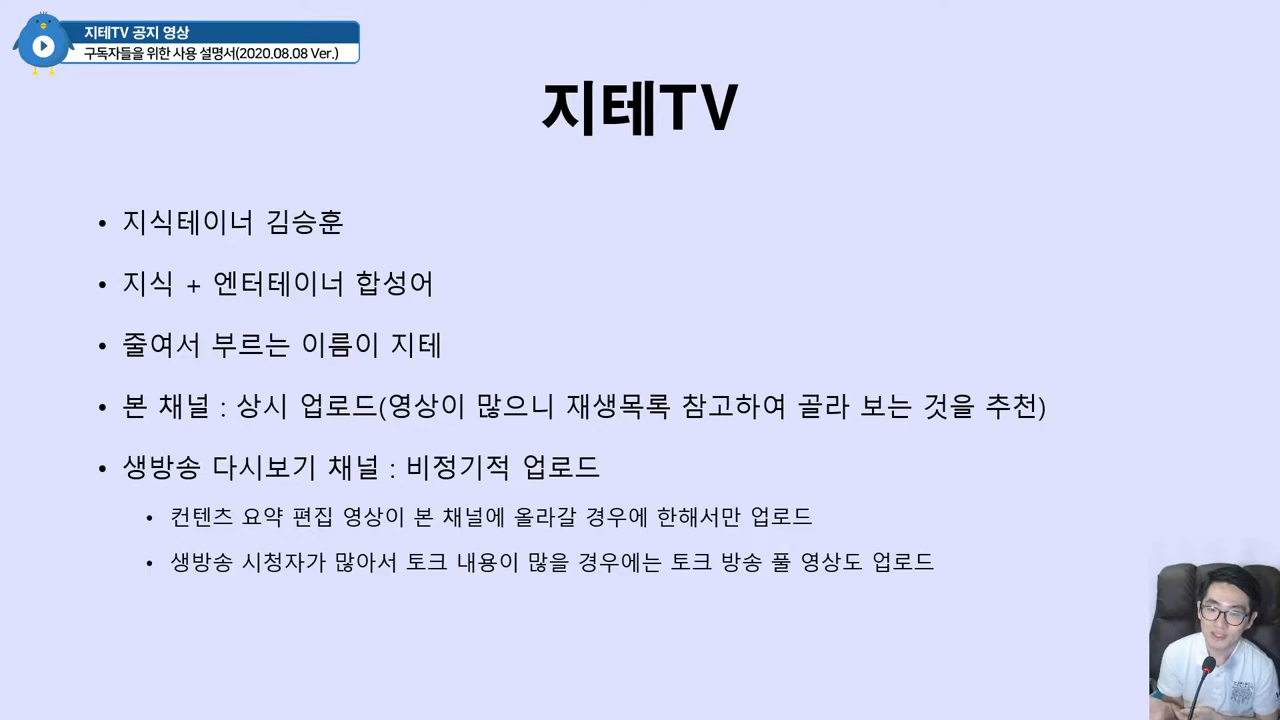 지테TV 공지 영상
구독자들을 위한 사용 설명서(2020.08.08 Ver.)
지테TV
• 지식테이너 김승훈
• 지식 + 엔터테이너 합성어
• 줄여서 부르는 이름이 지테
• 본 채널 : 상시 업로드(영상이 많으니 재생목록 참고하여 골라 보는 것을 추천)
• 생방송 다시보기 채널 : 비정기적 업로드
• 컨텐츠 요약 편집 영상이 본 채널에 올라갈 경우에 한해서만 업로드
• 생방송 시청자가 많아서 토크 내용이 많을 경우에는 토크 방송 풀 영상도 업로드